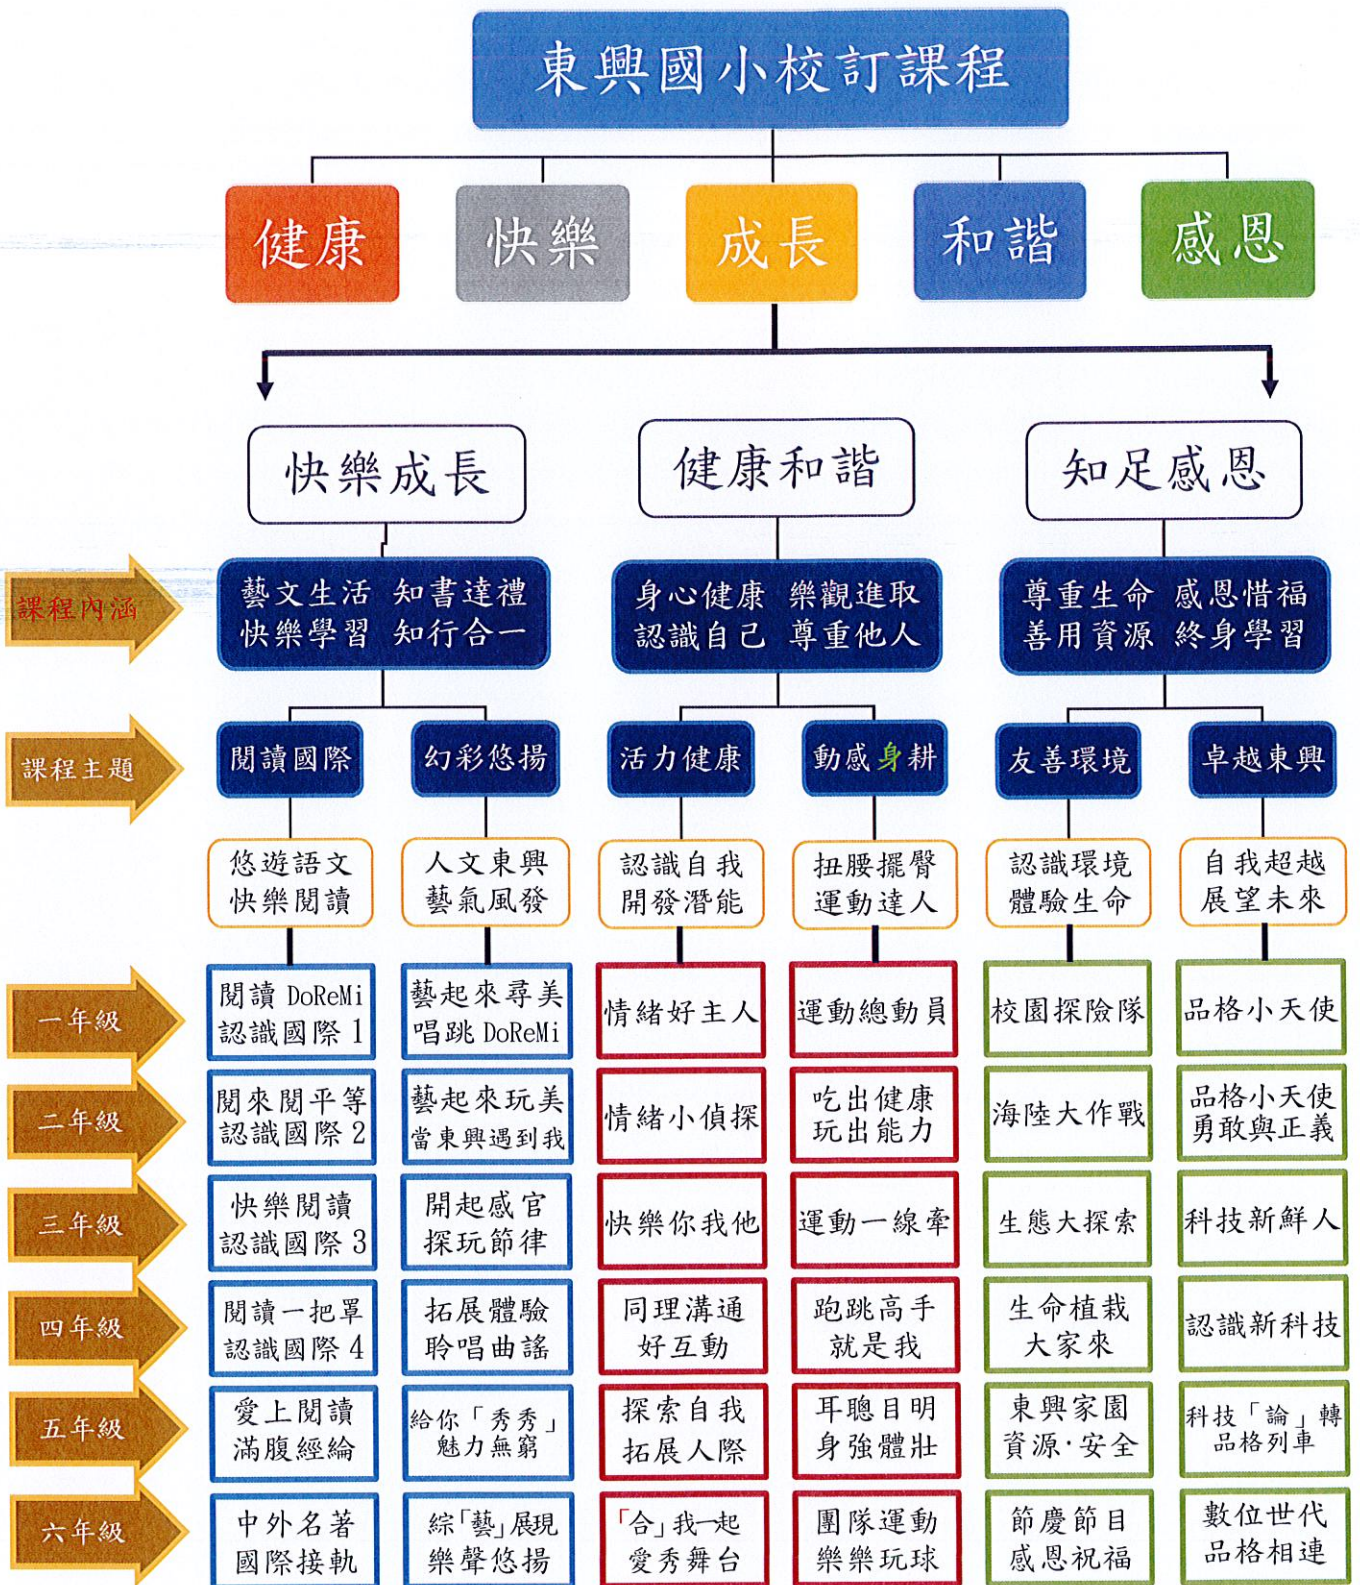 東興國小校訂課程
健康
快樂
成長
和諧
感恩
快樂成長
健康和諧
知足感恩
課程內涵
藝文生活 知書達禮
快樂學習 知行合一
身心健康 樂觀進取
認識自己 尊重他人
尊重生命 感恩惜福
善用資源 終身學習
課程主題
閱讀國際
幻彩悠揚
活力健康
動感身耕
友善環境
卓越東興
悠遊語文
快樂閱讀
人文東興
藝氣風發
認識自我
開發潛能
扭腰擺臀
運動達人
認識環境
體驗生命
自我超越
展望未來
一年級
閱讀 DoReMi
認識國際 1
藝起來尋美
唱跳 DoReMi
情緒好主人
運動總動員
校園探險隊
品格小天使
二年級
閱來閱平等
認識國際 2
藝起來玩美
當東興遇到我
情緒小偵探
吃出健康
玩出能力
海陸大作戰
品格小天使
勇敢與正義
三年級
快樂閱讀
認識國際 3
開起感官
探玩節律
快樂你我他
運動一線牽
生態大探索
科技新鮮人
四年級
閱讀一把罩
認識國際 4
拓展體驗
聆唱曲謠
同理溝通
好互動
跑跳高手
就是我
生命植栽
大家來
認識新科技
五年級
愛上閱讀
滿腹經綸
給你「秀秀」
魅力無窮
探索自我
拓展人際
耳聰目明
身強體壯
東興家園
資源·安全
科技「論」轉
品格列車
六年級
中外名著
國際接軌
綜「藝」展現
樂聲悠揚
「合」我一起
愛秀舞台
團隊運動
樂樂玩球
節慶節目
感恩祝福
數位世代
品格相連